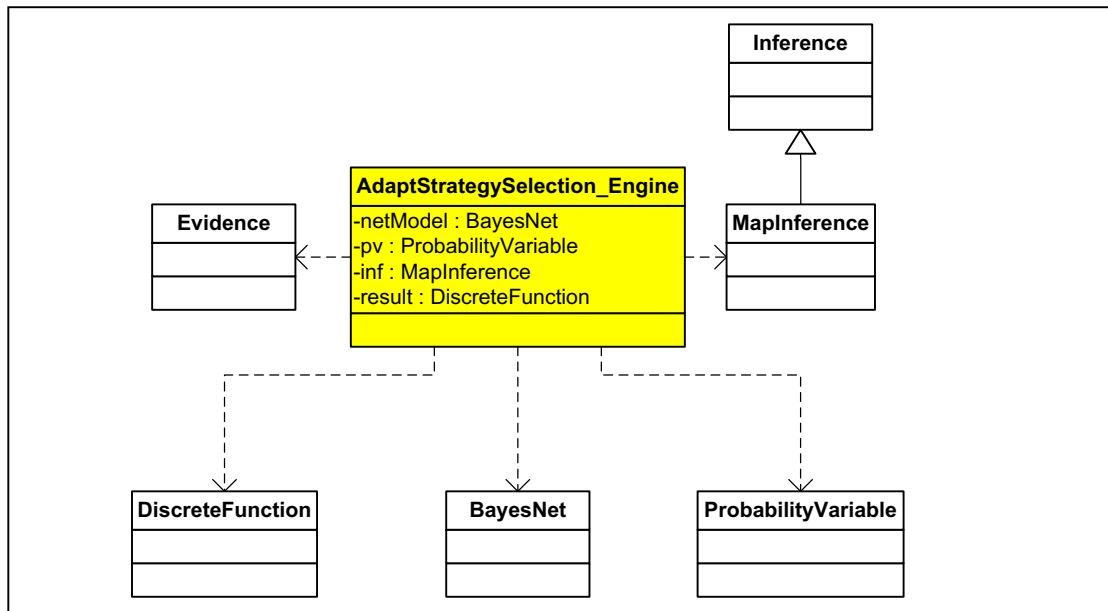 Inference
AdaptStrategySelection_Engine
-netModel : BayesNet
-pv : ProbabilityVariable
-inf : MapInference
-result : DiscreteFunction
Evidence
MapInference
DiscreteFunction
BayesNet
ProbabilityVariable